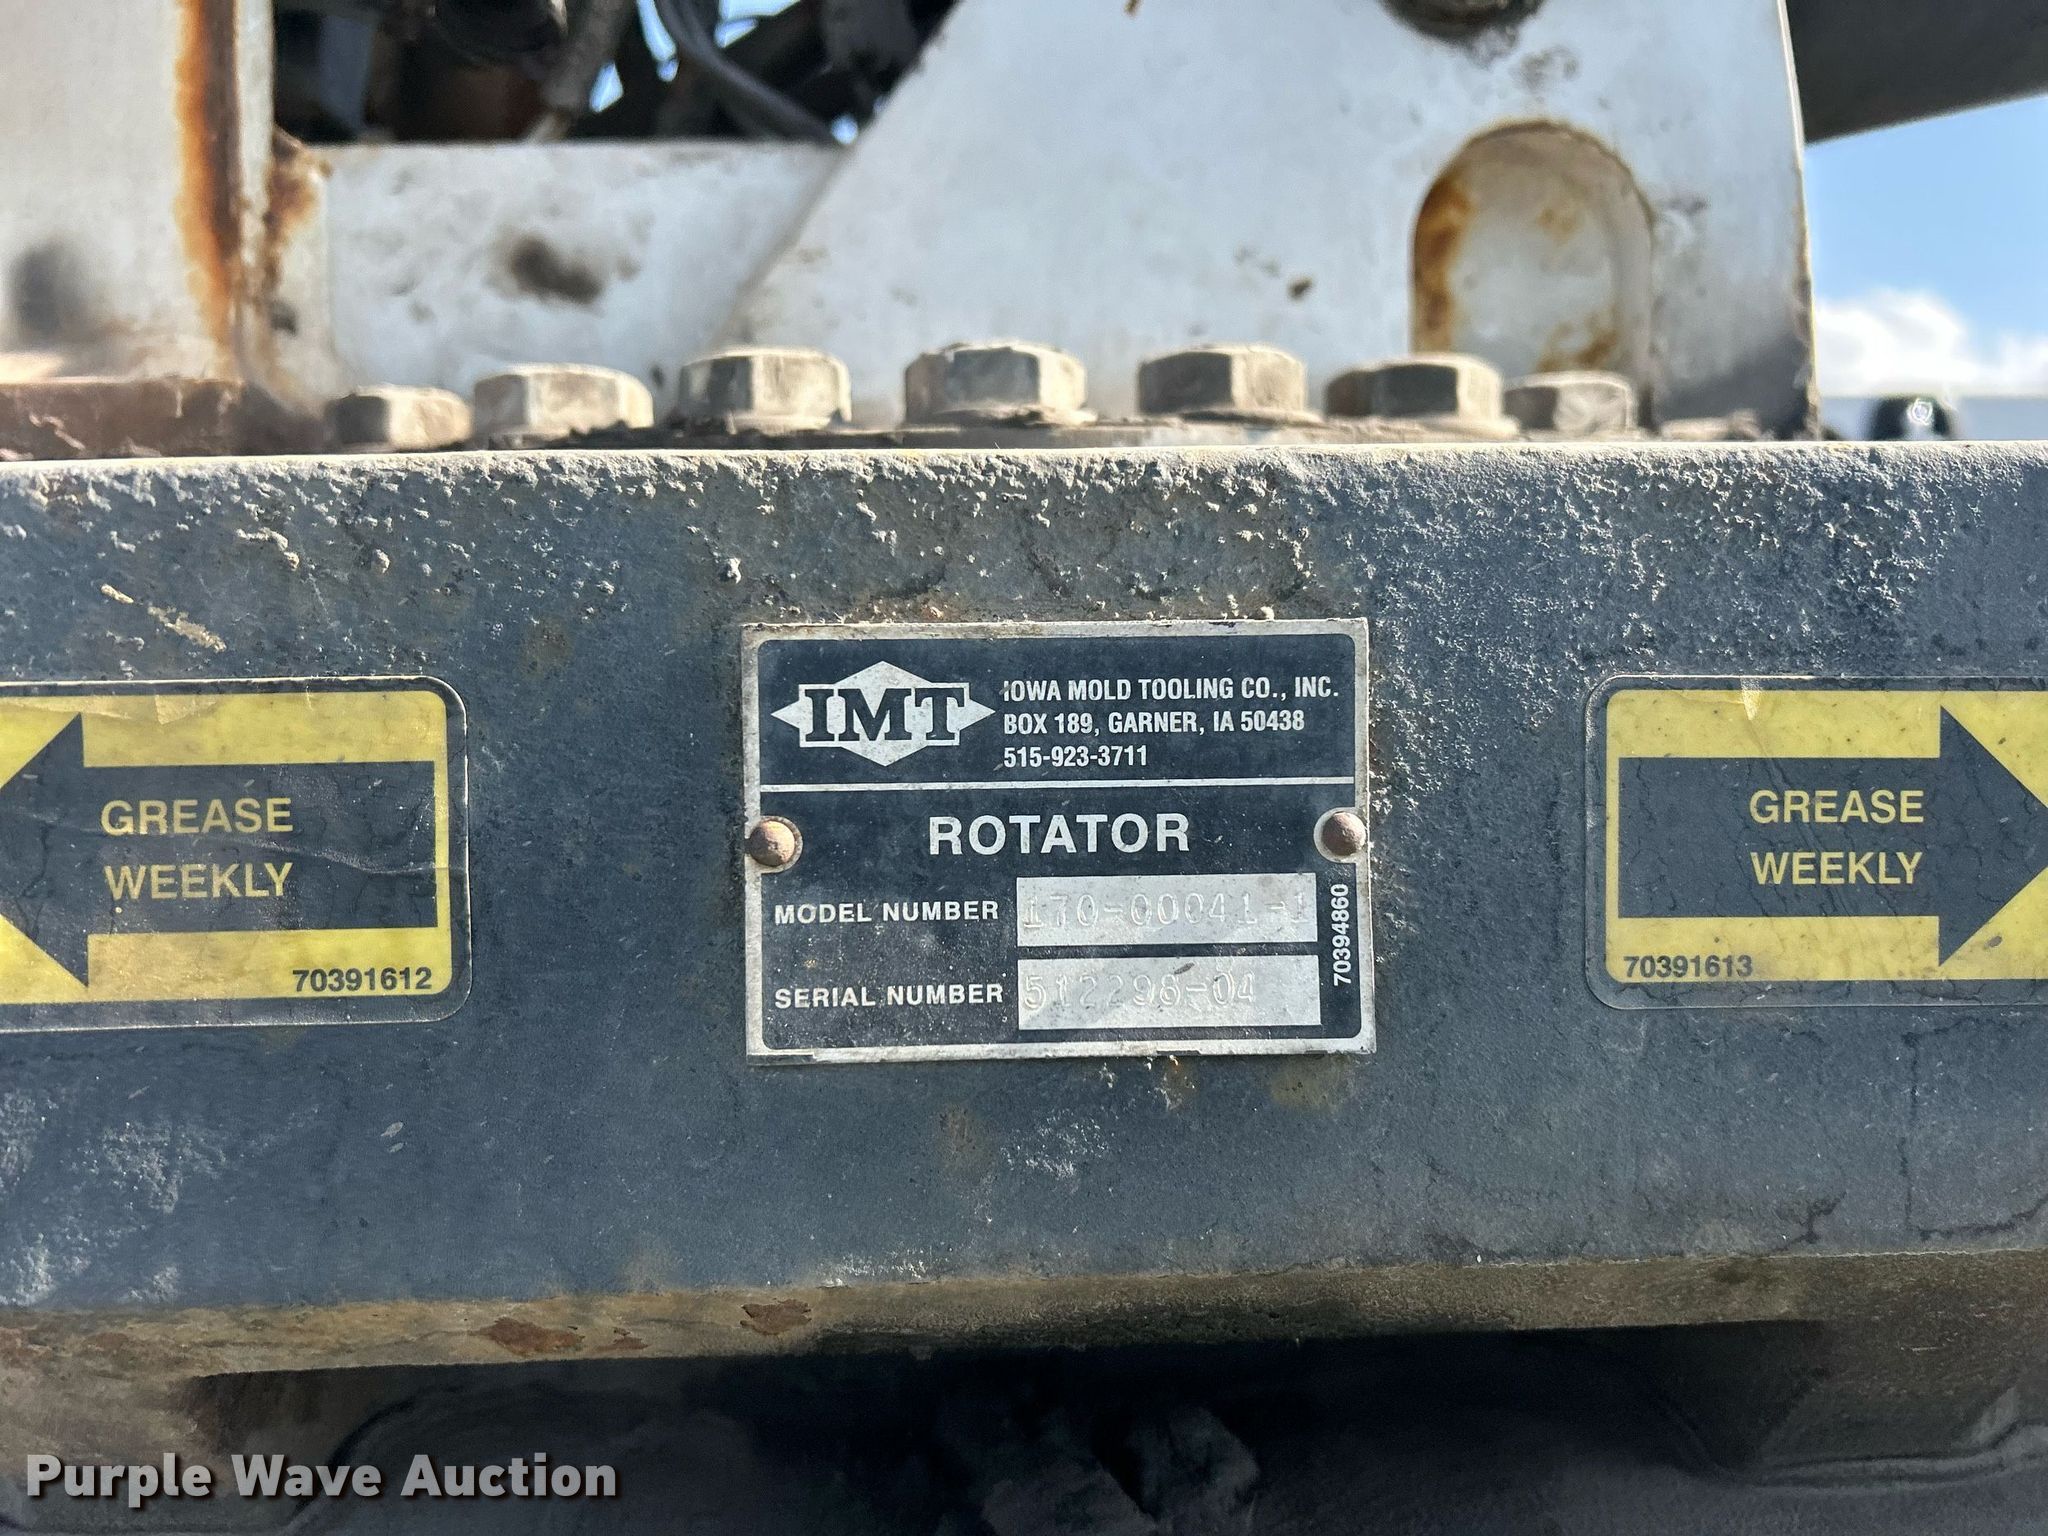 IMT
IOWA MOLD TOOLING CO., INC.
BOX 189, GARNER, IA 50438
515-923-3711
ROTATOR
MODEL NUMBER 170-00041-1
SERIAL NUMBER 512298-04
70394860
GREASE
WEEKLY
70391612
GREASE
WEEKLY
70391613
Purple Wave Auction